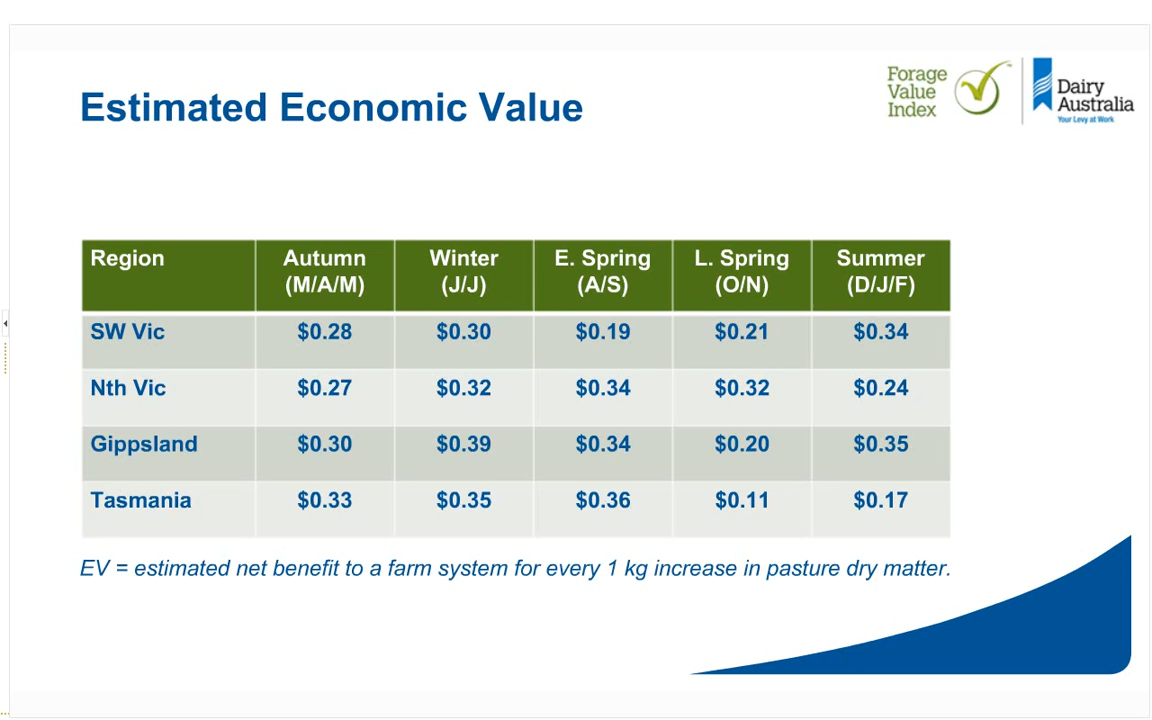 Estimated Economic Value
Forage
Value
Index
™
Dairy
Australia
Your Levy at Work
Region Autumn (M/A/M) Winter (J/J) E. Spring (A/S) L. Spring (O/N) Summer (D/J/F)
SW Vic $0.28 $0.30 $0.19 $0.21 $0.34
Nth Vic $0.27 $0.32 $0.34 $0.32 $0.24
Gippsland $0.30 $0.39 $0.34 $0.20 $0.35
Tasmania $0.33 $0.35 $0.36 $0.11 $0.17
EV = estimated net benefit to a farm system for every 1 kg increase in pasture dry matter.